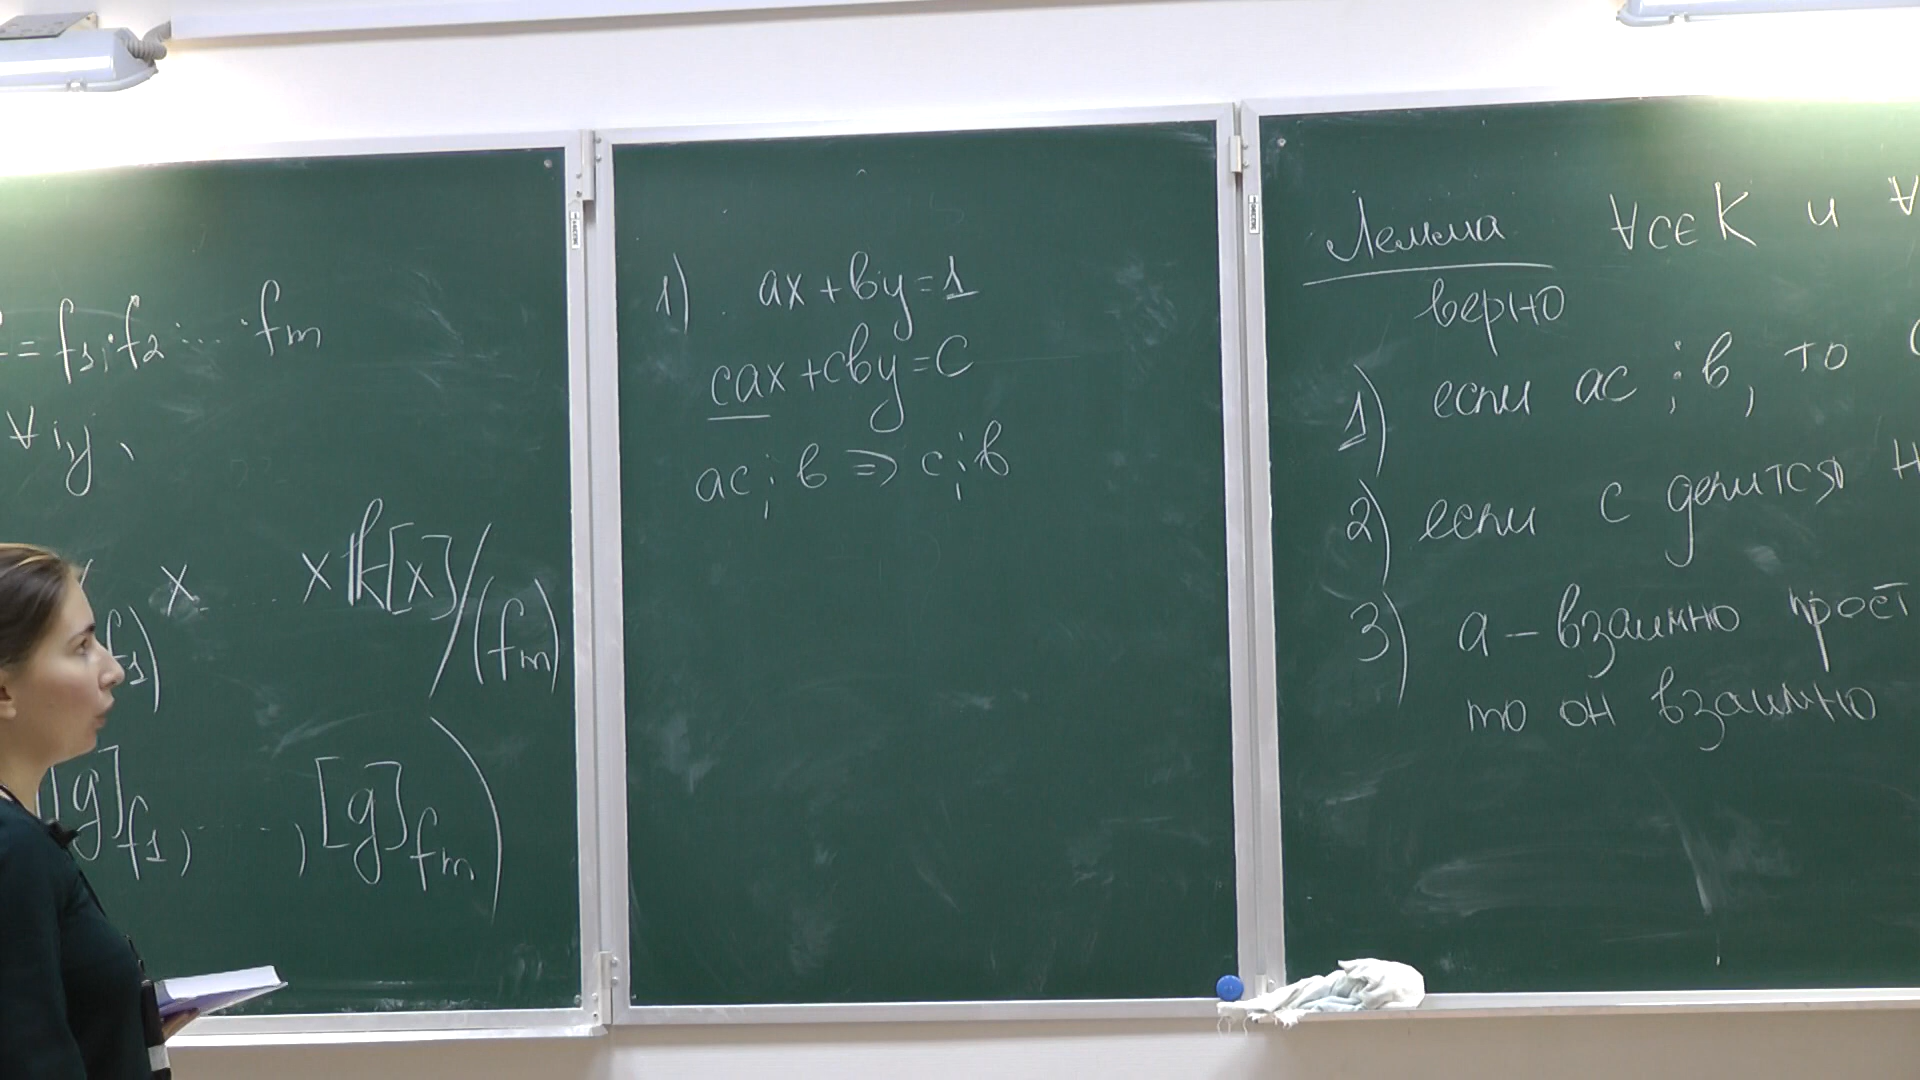 = f₁, f₂ ... fₘ
∀ i, j,
x ... x k[x]/(fₘ)
f₁)
[g]f₁, ..., [g]fₘ)
1) ax + by = 1
cax + cby = c
ac ⋮ b ⇒ c ⋮ b
Лемма ∀c∈K и ∀
верно
1) если ac ⋮ b, то
2) если c делится
3) a – взаимно прост
то он взаимно